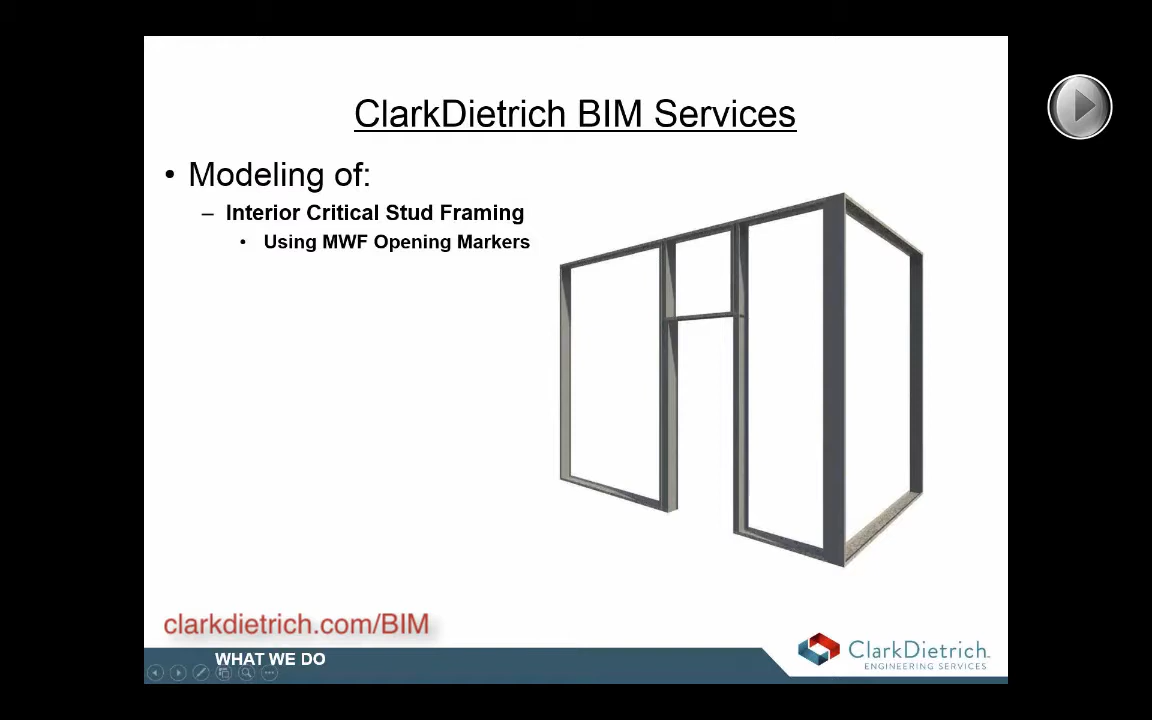 ClarkDietrich BIM Services
• Modeling of:
– Interior Critical Stud Framing
• Using MWF Opening Markers
clarkdietrich.com/BIM
WHAT WE DO
ClarkDietrich
ENGINEERING SERVICES